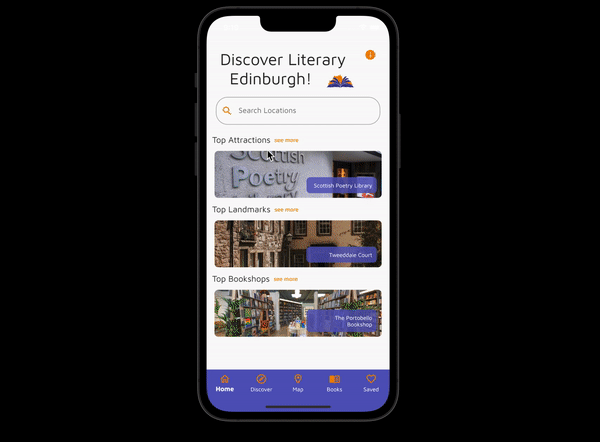 Discover Literary
Edinburgh!
Search Locations
Top Attractions see more
Scottish
Poetry
Library
Scottish Poetry Library
Top Landmarks see more
Tweeddale Court
Top Bookshops see more
The Portobello
Bookshop
Home Discover Map Books Saved